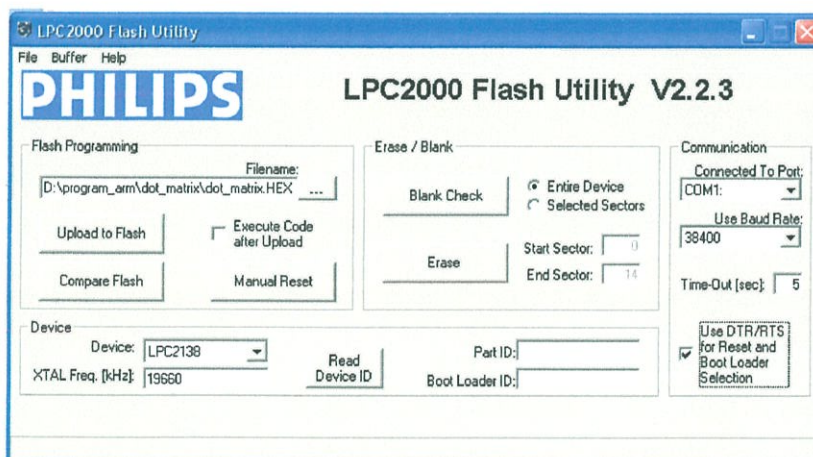 LPC2000 Flash Utility
File Buffer Help
PHILIPS
LPC2000 Flash Utility V2.2.3
Flash Programming
Filename:
D:\program_arm\dot_matrix\dot_matrix.HEX ...
Upload to Flash
Execute Code
after Upload
Compare Flash
Manual Reset
Erase / Blank
Blank Check
Entire Device
Selected Sectors
Erase
Start Sector: 0
End Sector: 14
Communication
Connected To Port:
COM1:
Use Baud Rate:
38400
Time-Out [sec]: 5
Use DTR/RTS
for Reset and
Boot Loader
Selection
Device
Device: LPC2138
XTAL Freq. [kHz]: 19660
Read
Device ID
Part ID:
Boot Loader ID: